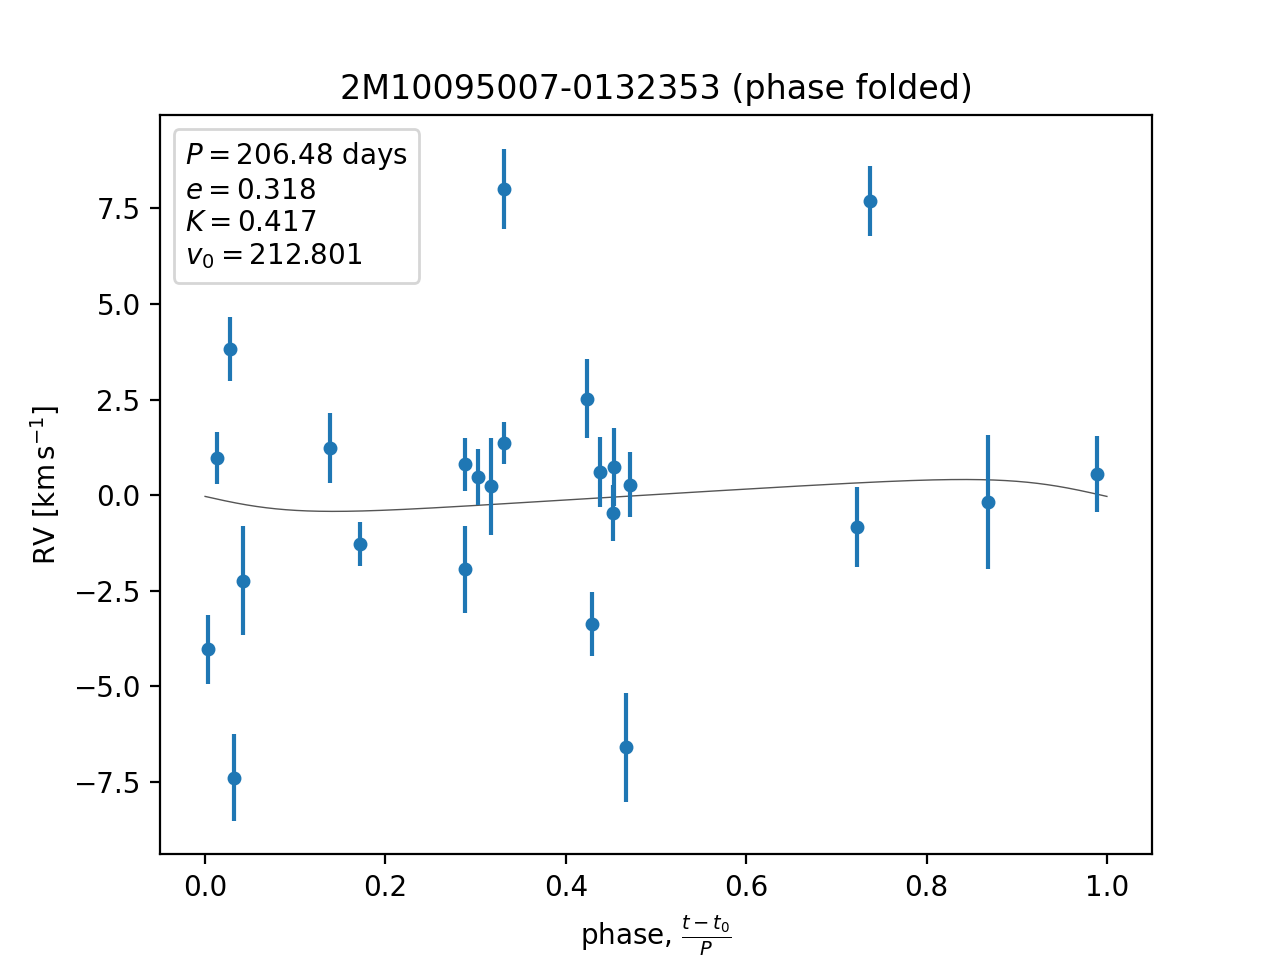 2M10095007-0132353 (phase folded)
P = 206.48 days
e = 0.318
K = 0.417
v₀ = 212.801
RV [km s⁻¹]
7.5
5.0
2.5
0.0
−2.5
−5.0
−7.5
0.0 0.2 0.4 0.6 0.8 1.0
phase, (t − t₀)/P